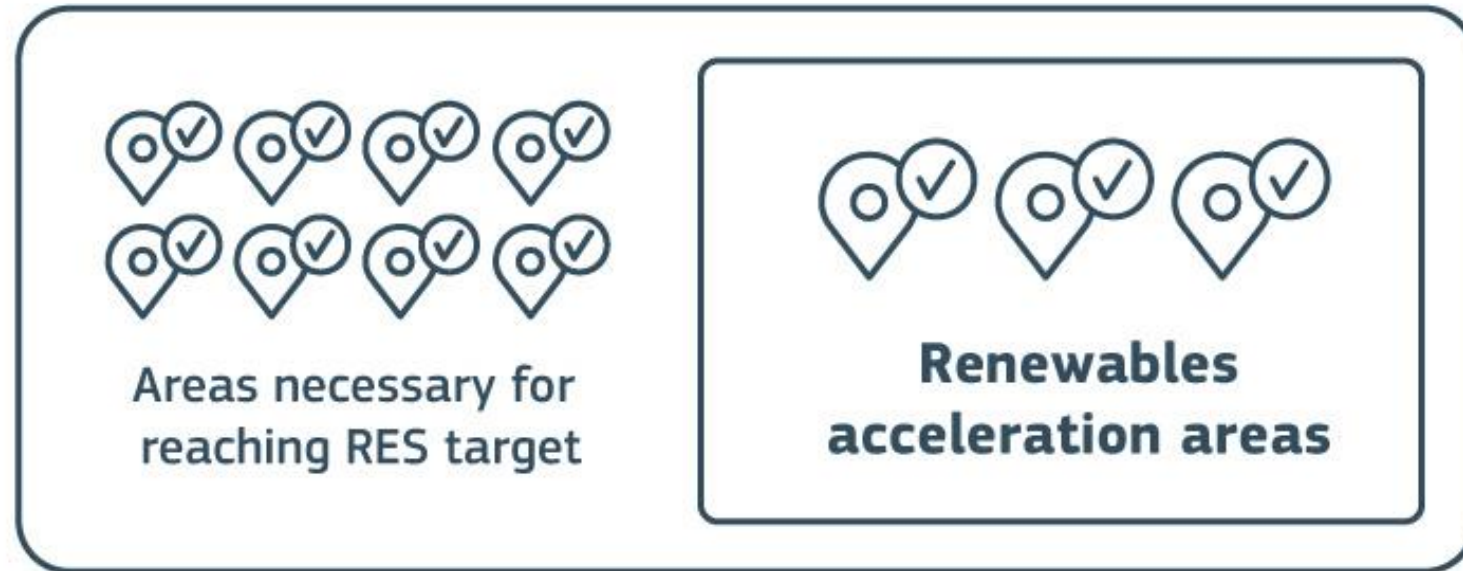 Areas necessary for
reaching RES target
Renewables
acceleration areas